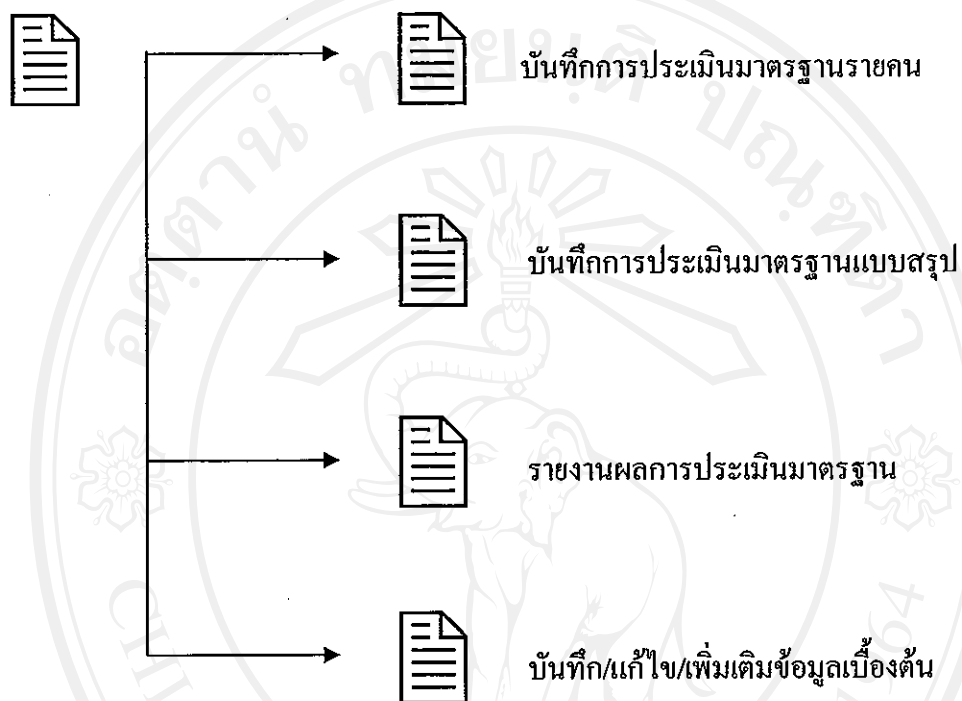 บันทึกการประเมินมาตรฐานรายคน
บันทึกการประเมินมาตรฐานแบบสรุป
รายงานผลการประเมินมาตรฐาน
บันทึก/แก้ไข/เพิ่มเติมข้อมูลเบื้องต้น